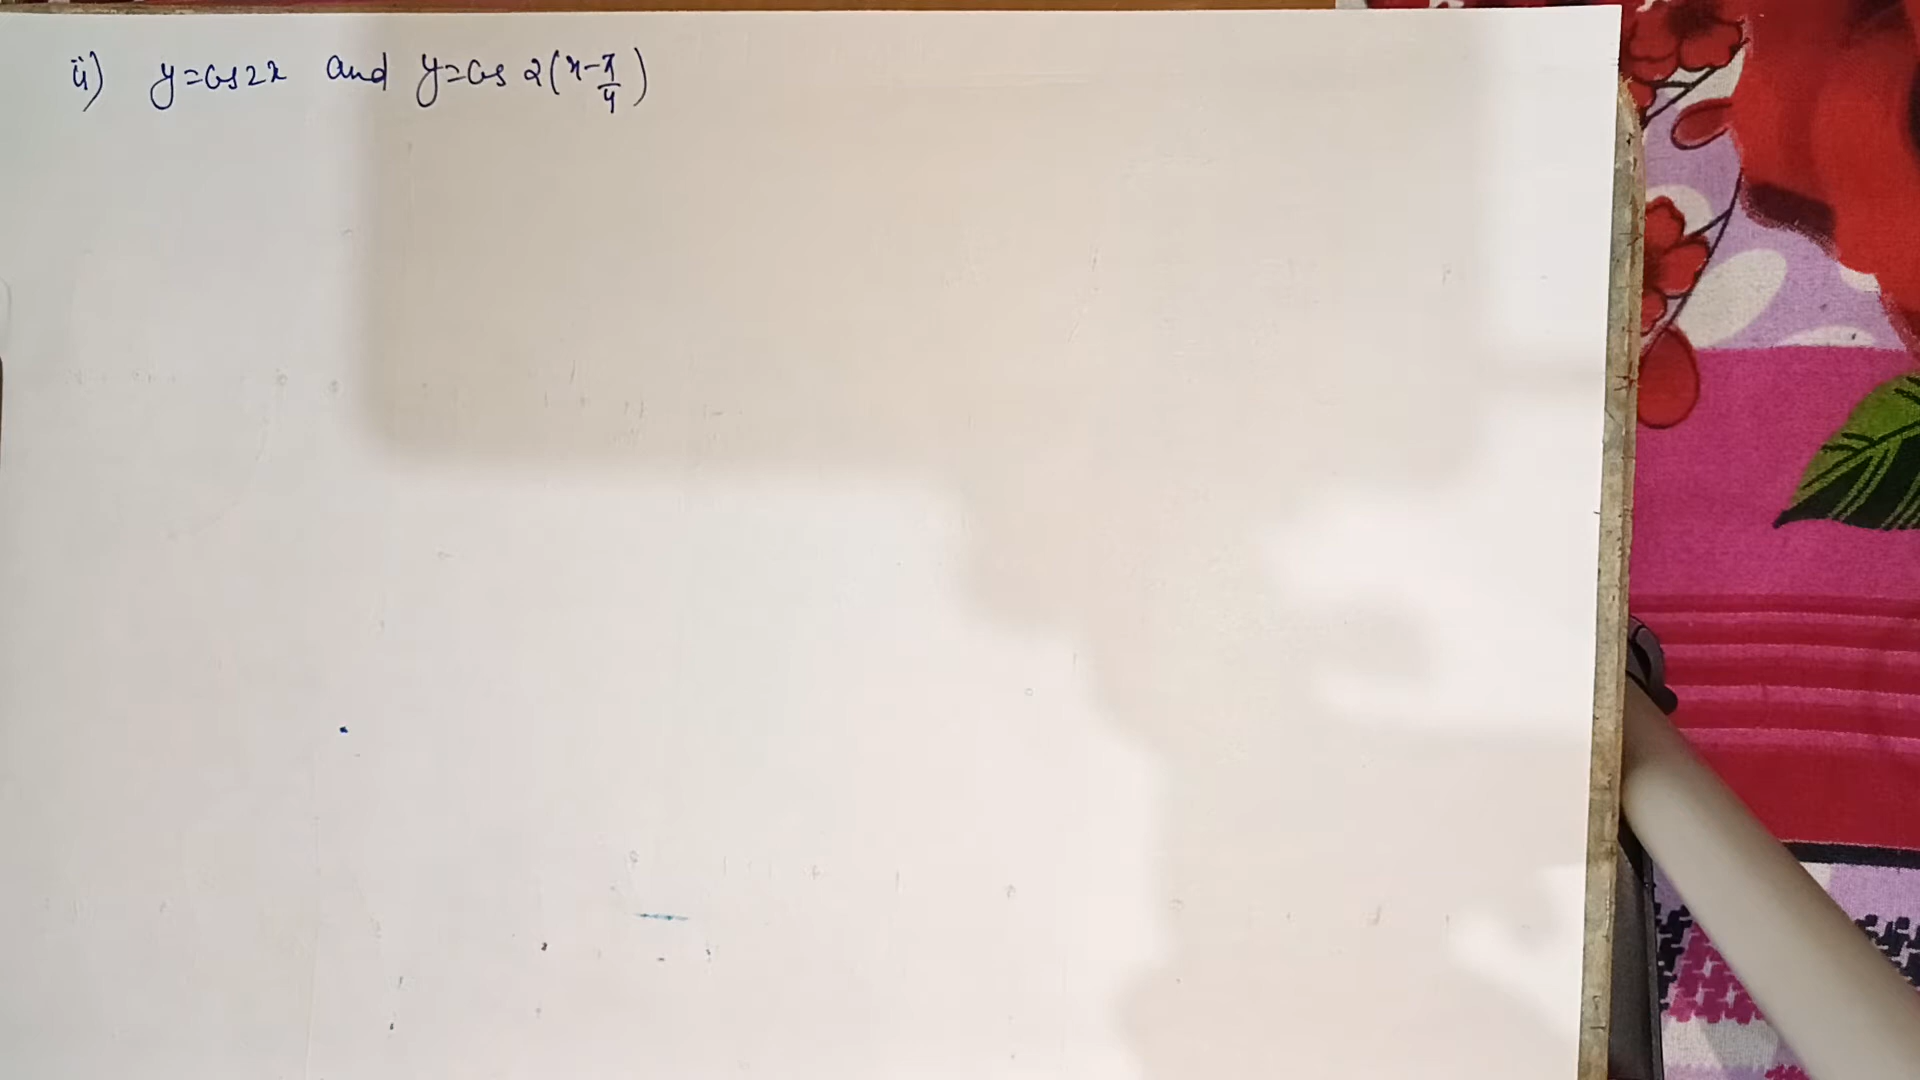 ii) y=cos2x and y=cos 2(x-π/4)